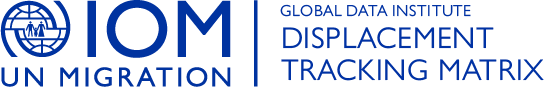 IOM
UN MIGRATION
GLOBAL DATA INSTITUTE
DISPLACEMENT
TRACKING MATRIX